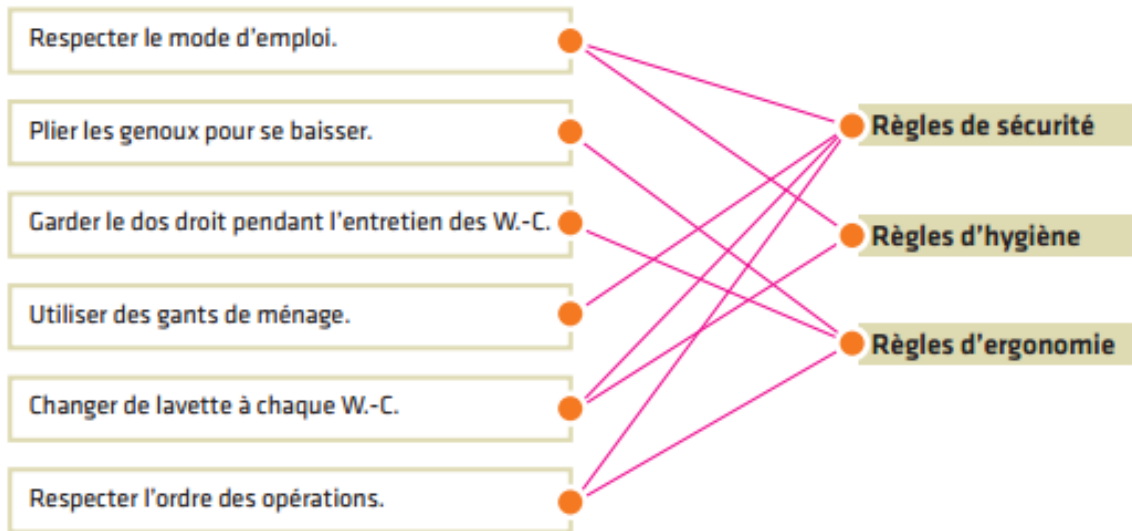 Respecter le mode d'emploi.
Plier les genoux pour se baisser.
Garder le dos droit pendant l'entretien des W.-C.
Utiliser des gants de ménage.
Changer de lavette à chaque W.-C.
Respecter l'ordre des opérations.
Règles de sécurité
Règles d'hygiène
Règles d'ergonomie